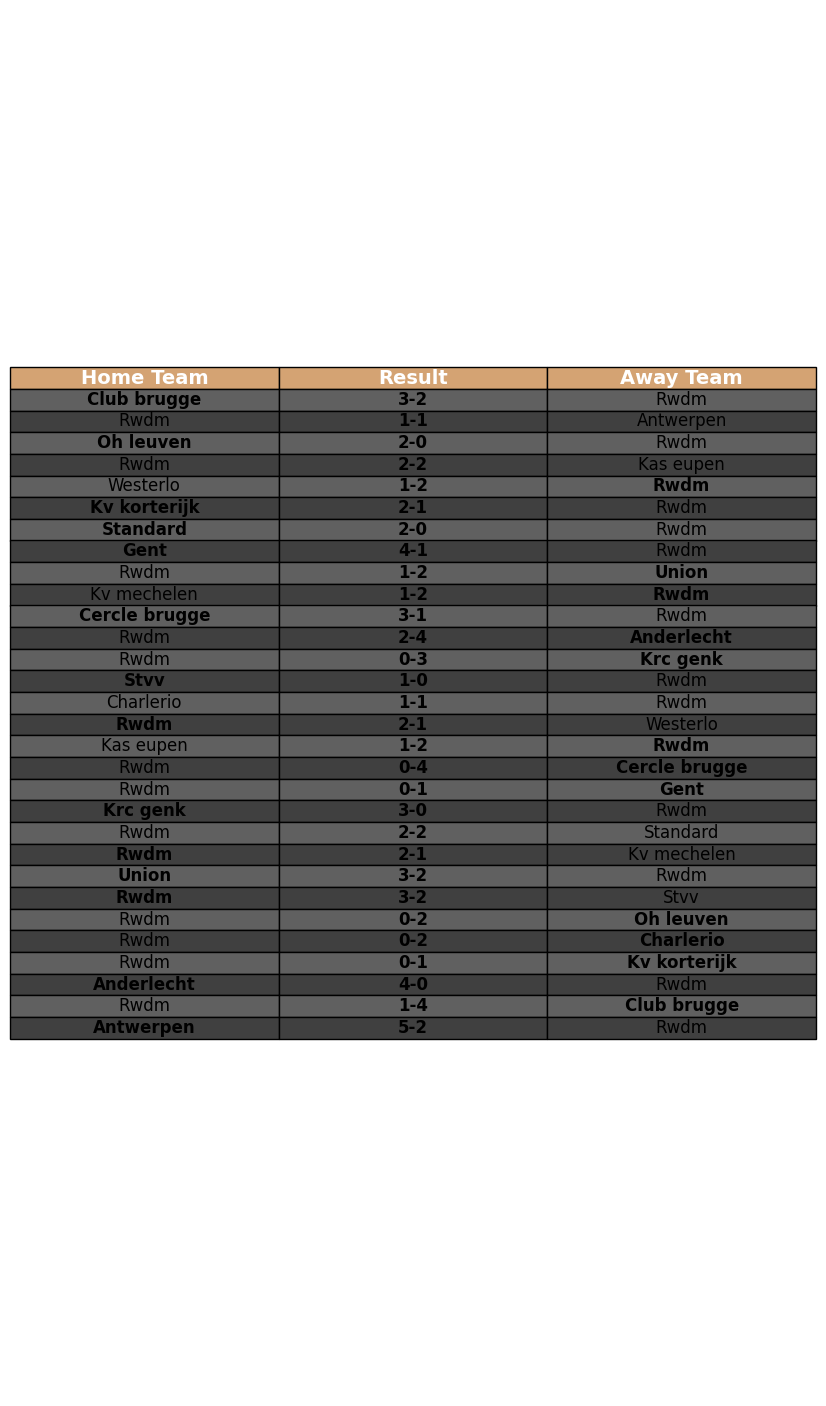 Home Team Result Away Team
Club brugge 3-2 Rwdm
Rwdm 1-1 Antwerpen
Oh leuven 2-0 Rwdm
Rwdm 2-2 Kas eupen
Westerlo 1-2 Rwdm
Kv korterijk 2-1 Rwdm
Standard 2-0 Rwdm
Gent 4-1 Rwdm
Rwdm 1-2 Union
Kv mechelen 1-2 Rwdm
Cercle brugge 3-1 Rwdm
Rwdm 2-4 Anderlecht
Rwdm 0-3 Krc genk
Stvv 1-0 Rwdm
Charlerio 1-1 Rwdm
Rwdm 2-1 Westerlo
Kas eupen 1-2 Rwdm
Rwdm 0-4 Cercle brugge
Rwdm 0-1 Gent
Krc genk 3-0 Rwdm
Rwdm 2-2 Standard
Rwdm 2-1 Kv mechelen
Union 3-2 Rwdm
Rwdm 3-2 Stvv
Rwdm 0-2 Oh leuven
Rwdm 0-2 Charlerio
Rwdm 0-1 Kv korterijk
Anderlecht 4-0 Rwdm
Rwdm 1-4 Club brugge
Antwerpen 5-2 Rwdm